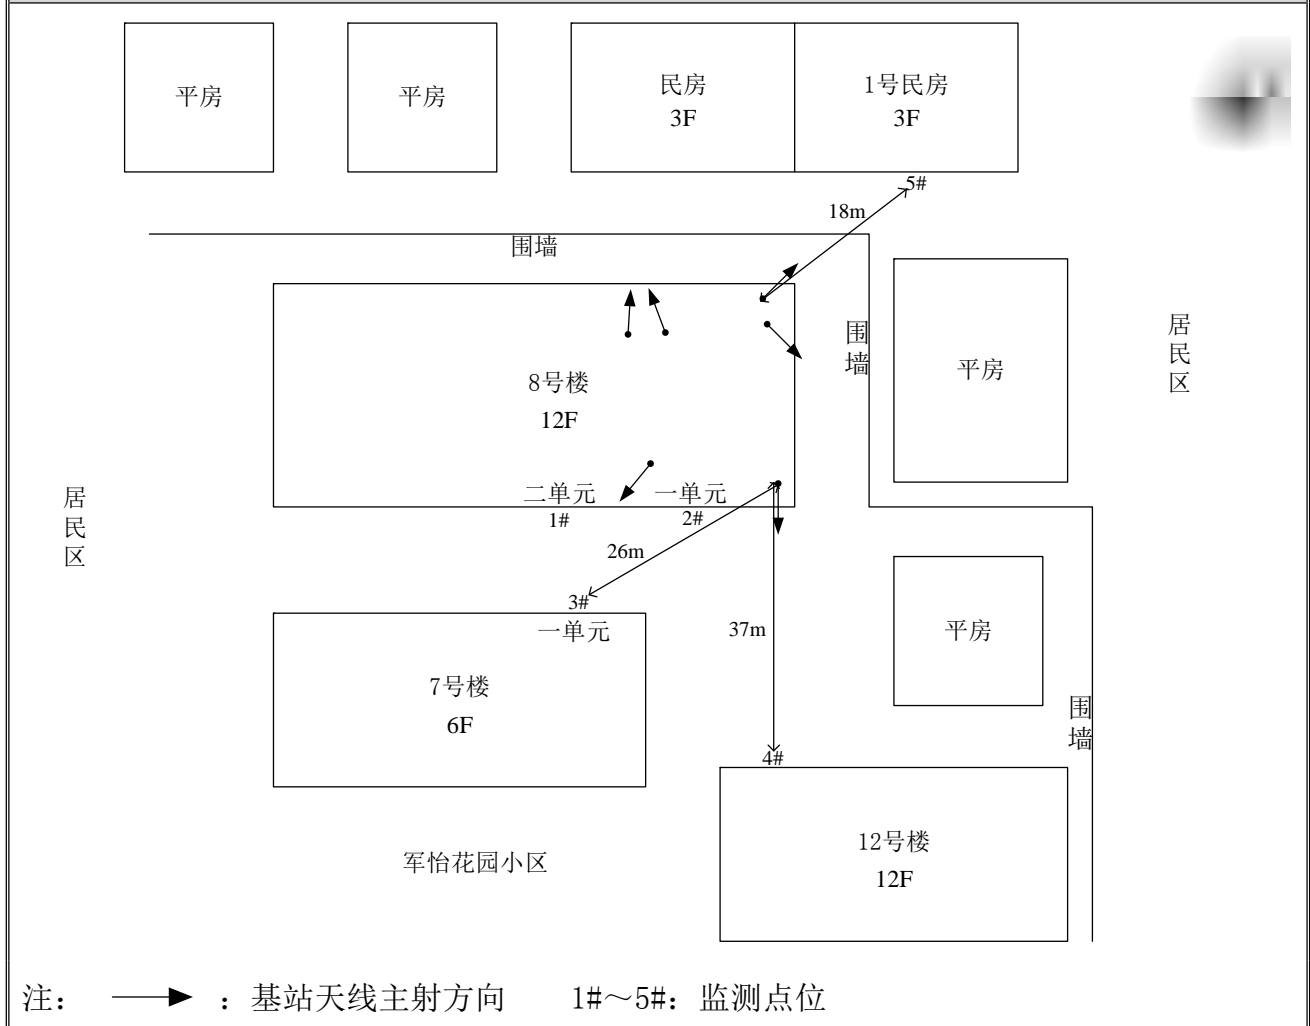 平房
平房
民房
3F
1号民房
3F
5#
18m
围墙
围墙
平房
居民区
8号楼
12F
居民区
二单元
一单元
1#
2#
26m
3#
一单元
37m
平房
7号楼
6F
围墙
4#
12号楼
12F
军怡花园小区
注： ：基站天线主射方向 1#～5#：监测点位